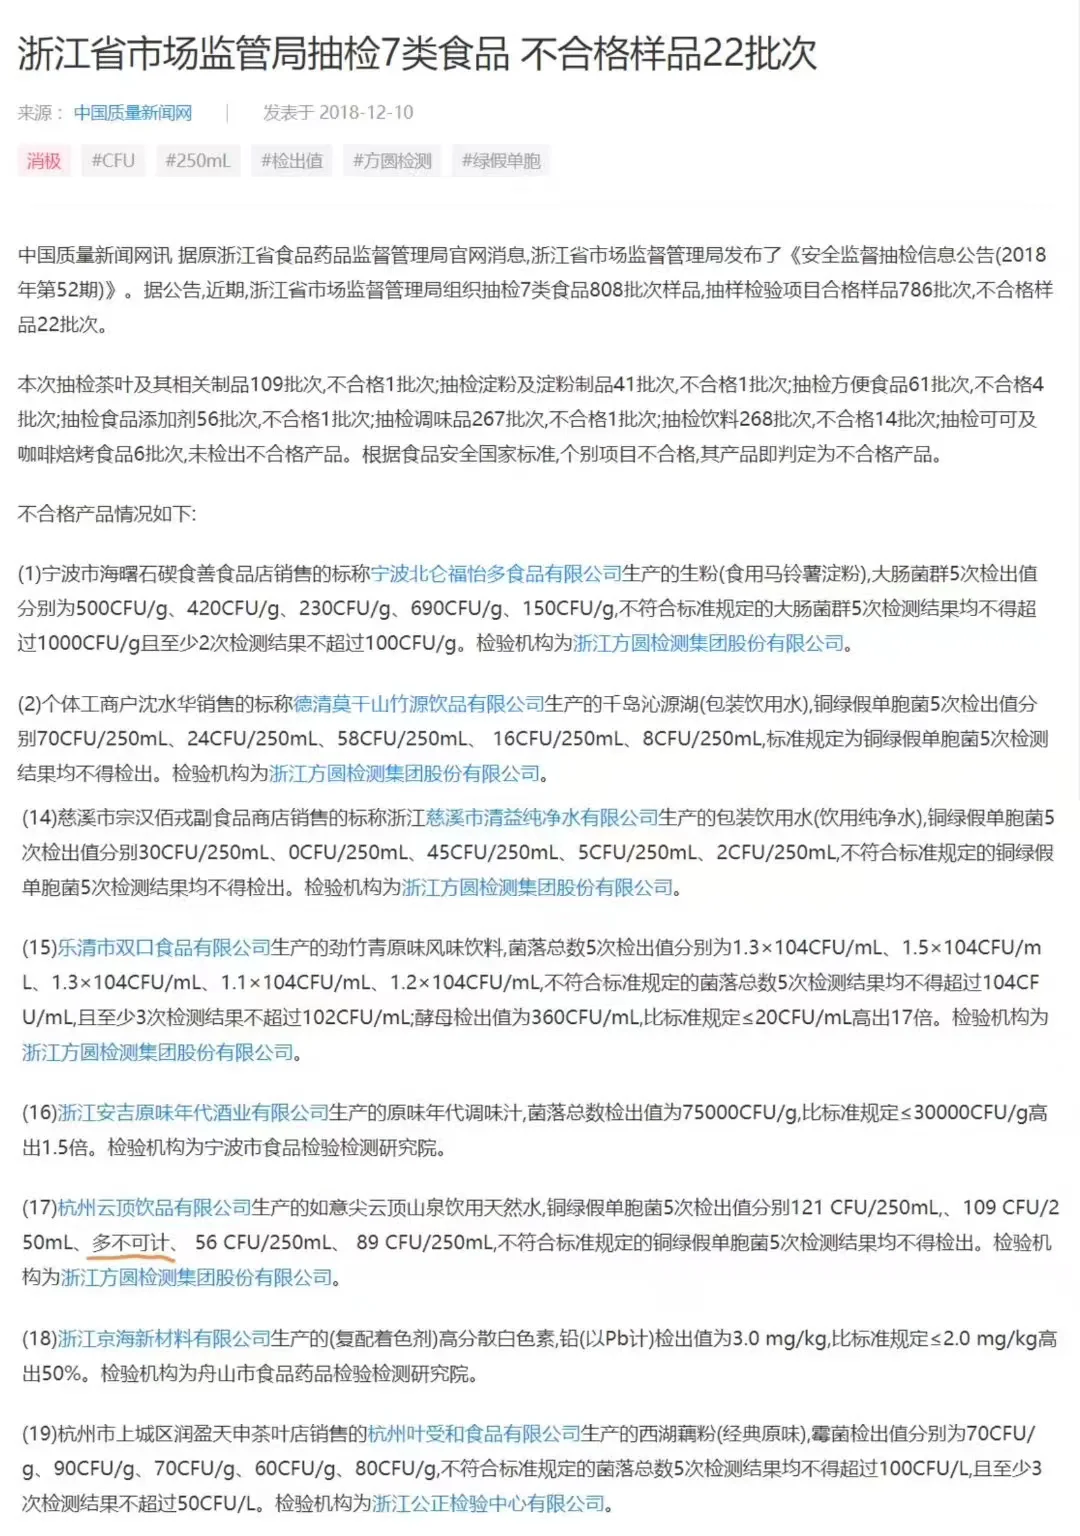 浙江省市场监管局抽检7类食品 不合格样品22批次
来源： 中国质量新闻网 | 发表于 2018-12-10
消极 #CFU #250mL #检出值 #方圆检测 #绿假单胞
中国质量新闻网讯 据原浙江省食品药品监督管理局官网消息,浙江省市场监督管理局发布了《安全监督抽检信息公告(2018
年第52期)》。据公告,近期,浙江省市场监督管理局组织抽检7类食品808批次样品,抽样检验项目合格样品786批次,不合格样
品22批次。
本次抽检茶叶及其相关制品109批次,不合格1批次;抽检淀粉及淀粉制品41批次,不合格1批次;抽检方便食品61批次,不合格4
批次;抽检食品添加剂56批次,不合格1批次;抽检调味品267批次,不合格1批次;抽检饮料268批次,不合格14批次;抽检可可及
咖啡焙烤食品6批次,未检出不合格产品。根据食品安全国家标准,个别项目不合格,其产品即判定为不合格产品。
不合格产品情况如下:
(1)宁波市海曙石碶食善食品店销售的标称宁波北仑福怡多食品有限公司生产的生粉(食用马铃薯淀粉),大肠菌群5次检出值
分别为500CFU/g、420CFU/g、230CFU/g、690CFU/g、150CFU/g,不符合标准规定的大肠菌群5次检测结果均不得超
过1000CFU/g且至少2次检测结果不超过100CFU/g。检验机构为浙江方圆检测集团股份有限公司。
(2)个体工商户沈水华销售的标称德清莫干山竹源饮品有限公司生产的千岛沁源湖(包装饮用水),铜绿假单胞菌5次检出值分
别70CFU/250mL、24CFU/250mL、58CFU/250mL、 16CFU/250mL、8CFU/250mL,标准规定为铜绿假单胞菌5次检测
结果均不得检出。检验机构为浙江方圆检测集团股份有限公司。
(14)慈溪市宗汉佰戎副食品商店销售的标称浙江慈溪市清益纯净水有限公司生产的包装饮用水(饮用纯净水),铜绿假单胞菌5
次检出值分别30CFU/250mL、0CFU/250mL、45CFU/250mL、5CFU/250mL、2CFU/250mL,不符合标准规定的铜绿假
单胞菌5次检测结果均不得检出。检验机构为浙江方圆检测集团股份有限公司。
(15)乐清市双口食品有限公司生产的劲竹青原味风味饮料,菌落总数5次检出值分别为1.3×104CFU/mL、1.5×104CFU/m
L、1.3×104CFU/mL、1.1×104CFU/mL、1.2×104CFU/mL,不符合标准规定的菌落总数5次检测结果均不得超过104CF
U/mL,且至少3次检测结果不超过102CFU/mL;酵母检出值为360CFU/mL,比标准规定≤20CFU/mL高出17倍。检验机构为
浙江方圆检测集团股份有限公司。
(16)浙江安吉原味年代酒业有限公司生产的原味年代调味汁,菌落总数检出值为75000CFU/g,比标准规定≤30000CFU/g高
出1.5倍。检验机构为宁波市食品检验检测研究院。
(17)杭州云顶饮品有限公司生产的如意尖云顶山泉饮用天然水,铜绿假单胞菌5次检出值分别121 CFU/250mL,、109 CFU/2
50mL、多不可计、 56 CFU/250mL、 89 CFU/250mL,不符合标准规定的铜绿假单胞菌5次检测结果均不得检出。检验机
构为浙江方圆检测集团股份有限公司。
(18)浙江京海新材料有限公司生产的(复配着色剂)高分散白色素,铅(以Pb计)检出值为3.0 mg/kg,比标准规定≤2.0 mg/kg高
出50%。检验机构为舟山市食品药品检验检测研究院。
(19)杭州市上城区润盈天申茶叶店销售的杭州叶受和食品有限公司生产的西湖藕粉(经典原味),霉菌检出值分别为70CFU/
g、90CFU/g、70CFU/g、60CFU/g、80CFU/g,不符合标准规定的菌落总数5次检测结果均不得超过100CFU/L,且至少3
次检测结果不超过50CFU/L。检验机构为浙江公正检验中心有限公司。